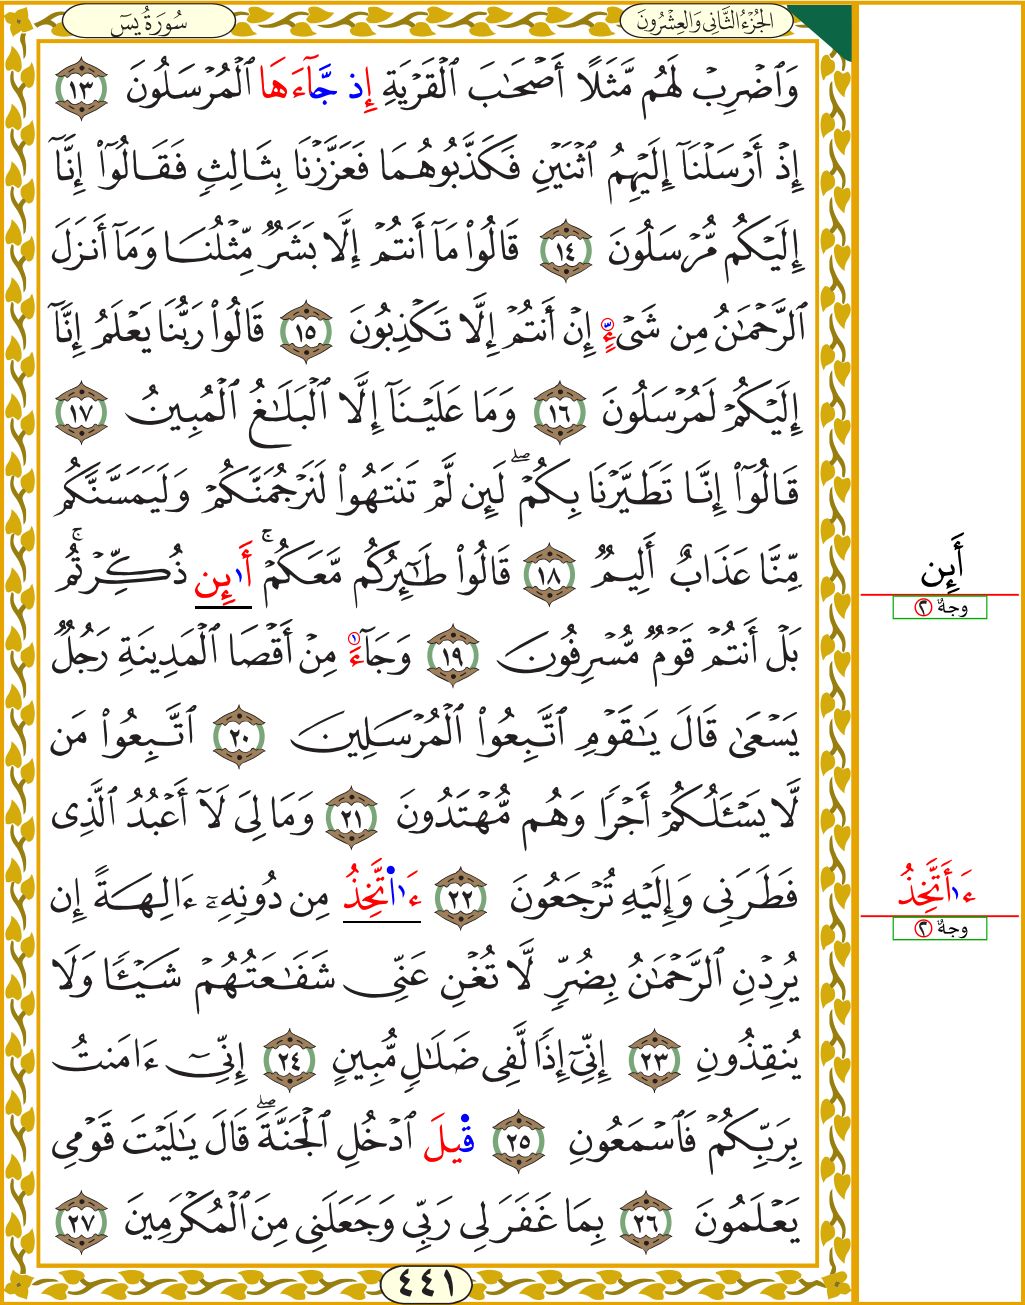 الجُزْءُ الثَّانِي وَالعِشْرُونَ
سُورَةُ يسٓ
وَٱضْرِبْ لَهُم مَّثَلًا أَصْحَٰبَ ٱلْقَرْيَةِ إِذ جَّآءَهَا ٱلْمُرْسَلُونَ ١٣
إِذْ أَرْسَلْنَآ إِلَيْهِمُ ٱثْنَيْنِ فَكَذَّبُوهُمَا فَعَزَّزْنَا بِثَالِثٍ فَقَالُوٓا۟ إِنَّآ
إِلَيْكُم مُّرْسَلُونَ ١٤ قَالُوا۟ مَآ أَنتُمْ إِلَّا بَشَرٌ مِّثْلُنَا وَمَآ أَنزَلَ
ٱلرَّحْمَٰنُ مِن شَىْءٍ إِنْ أَنتُمْ إِلَّا تَكْذِبُونَ ١٥ قَالُوا۟ رَبُّنَا يَعْلَمُ إِنَّآ
إِلَيْكُمْ لَمُرْسَلُونَ ١٦ وَمَا عَلَيْنَآ إِلَّا ٱلْبَلَٰغُ ٱلْمُبِينُ ١٧
قَالُوٓا۟ إِنَّا تَطَيَّرْنَا بِكُمْ ۖ لَئِن لَّمْ تَنتَهُوا۟ لَنَرْجُمَنَّكُمْ وَلَيَمَسَّنَّكُم
مِّنَّا عَذَابٌ أَلِيمٌ ١٨ قَالُوا۟ طَٰٓئِرُكُم مَّعَكُمْ ۚ أَٰئِن ذُكِّرْتُم ۚ
بَلْ أَنتُمْ قَوْمٌ مُّسْرِفُونَ ١٩ وَجَآءَ مِنْ أَقْصَا ٱلْمَدِينَةِ رَجُلٌ
يَسْعَىٰ قَالَ يَٰقَوْمِ ٱتَّبِعُوا۟ ٱلْمُرْسَلِينَ ٢٠ ٱتَّبِعُوا۟ مَن
لَّا يَسْـَٔلُكُمْ أَجْرًا وَهُم مُّهْتَدُونَ ٢١ وَمَا لِىَ لَآ أَعْبُدُ ٱلَّذِى
فَطَرَنِى وَإِلَيْهِ تُرْجَعُونَ ٢٢ ءَٰا۬تَّخِذُ مِن دُونِهِۦٓ ءَالِهَةً إِن
يُرِدْنِ ٱلرَّحْمَٰنُ بِضُرٍّ لَّا تُغْنِ عَنِّى شَفَٰعَتُهُمْ شَيْـًٔا وَلَا
يُنقِذُونِ ٢٣ إِنِّىٓ إِذًا لَّفِى ضَلَٰلٍ مُّبِينٍ ٢٤ إِنِّىٓ ءَامَنتُ
بِرَبِّكُمْ فَٱسْمَعُونِ ٢٥ قِيلَ ٱدْخُلِ ٱلْجَنَّةَ ۖ قَالَ يَٰلَيْتَ قَوْمِى
يَعْلَمُونَ ٢٦ بِمَا غَفَرَ لِى رَبِّى وَجَعَلَنِى مِنَ ٱلْمُكْرَمِينَ ٢٧
٤٤١
أَئِن
وجهٌ ٢
ءَٰأَتَّخِذُ
وجهٌ ٢